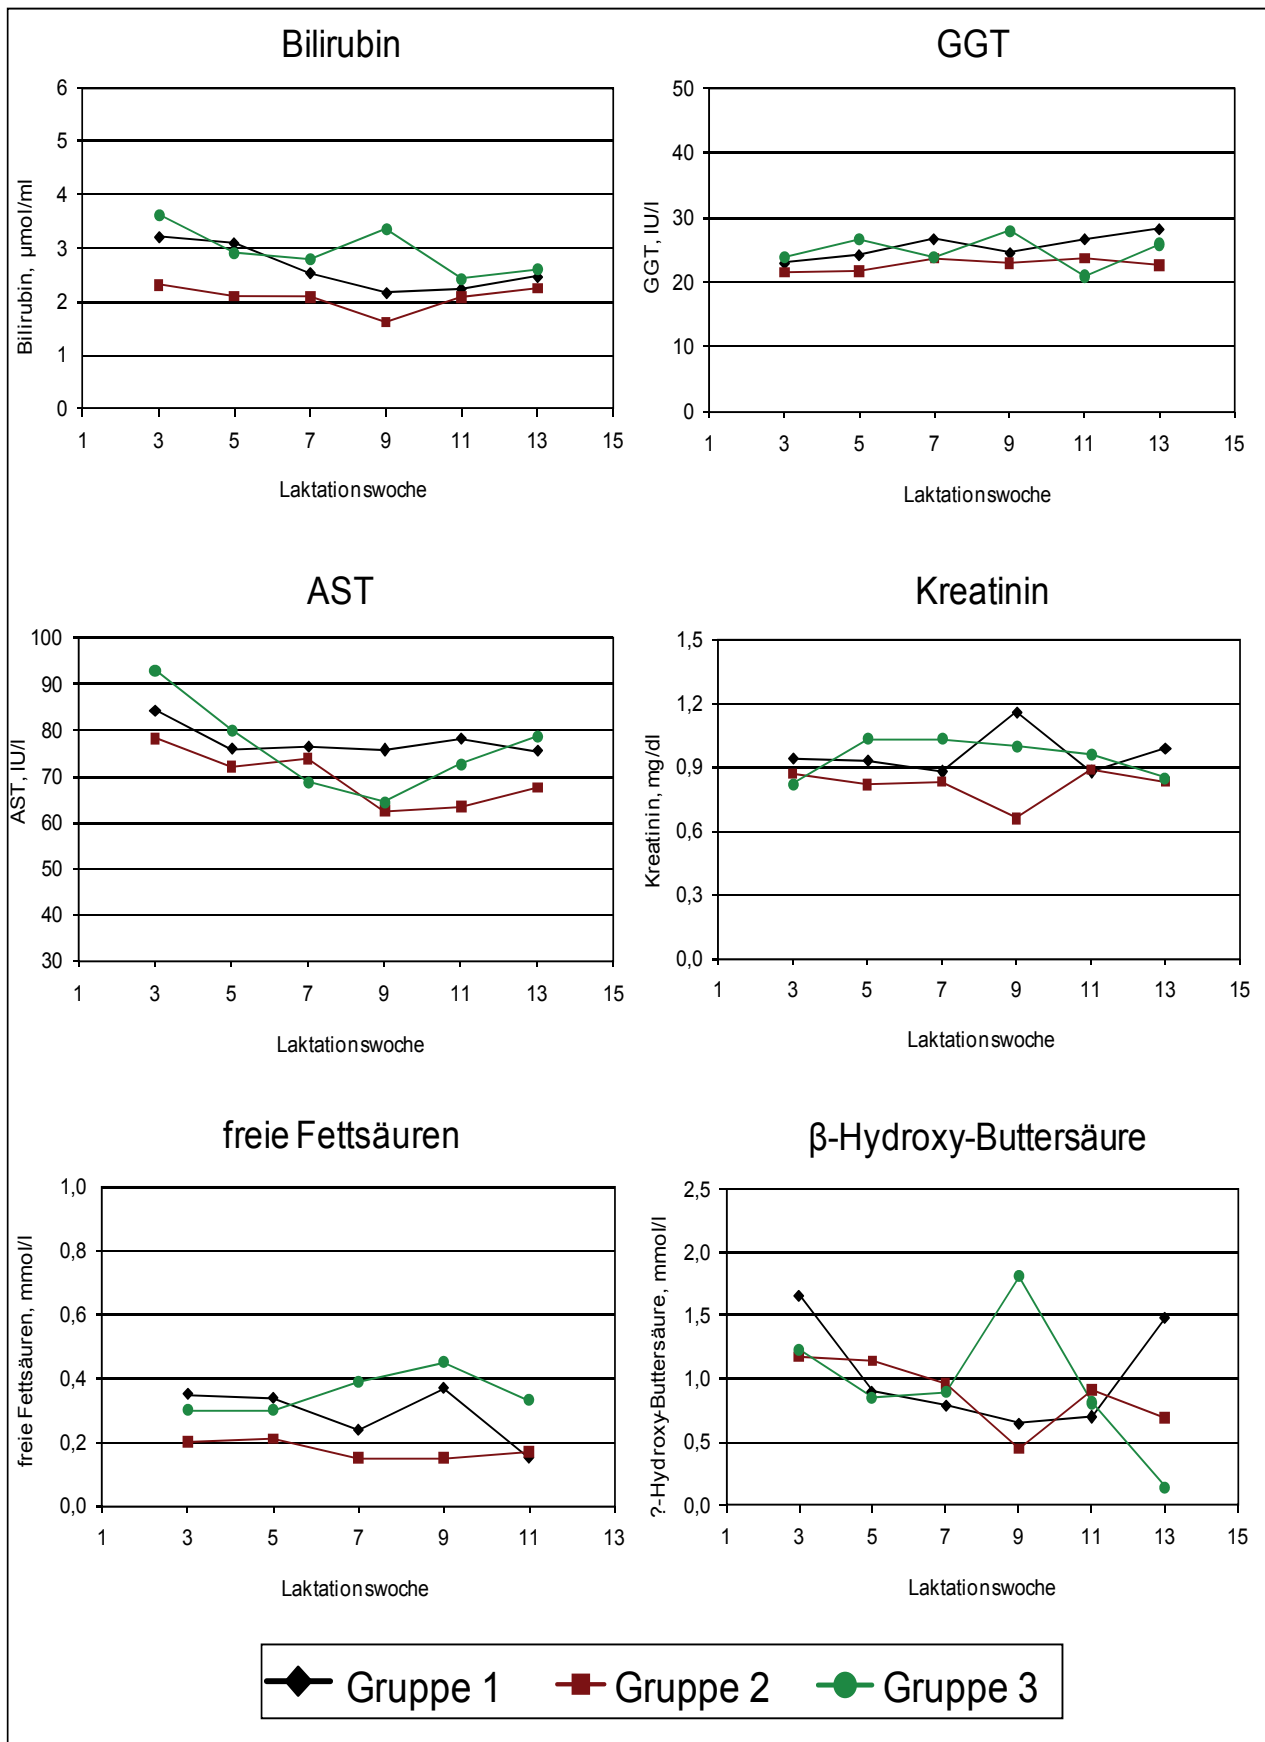 Bilirubin
Bilirubin, µmol/ml
6
5
4
3
2
1
0
1 3 5 7 9 11 13 15
Laktationswoche
GGT
GGT, IU/l
50
40
30
20
10
0
1 3 5 7 9 11 13 15
Laktationswoche
AST
AST, IU/l
100
90
80
70
60
50
40
30
1 3 5 7 9 11 13 15
Laktationswoche
Kreatinin
Kreatinin, mg/dl
1,5
1,2
0,9
0,6
0,3
0,0
1 3 5 7 9 11 13 15
Laktationswoche
freie Fettsäuren
freie Fettsäuren, mmol/l
1,0
0,8
0,6
0,4
0,2
0,0
1 3 5 7 9 11 13
Laktationswoche
β-Hydroxy-Buttersäure
?-Hydroxy-Buttersäure, mmol/l
2,5
2,0
1,5
1,0
0,5
0,0
1 3 5 7 9 11 13 15
Laktationswoche
Gruppe 1 Gruppe 2 Gruppe 3